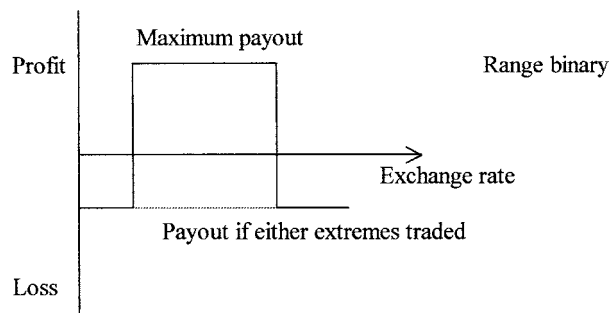 Maximum payout
Profit
Range binary
Exchange rate
Payout if either extremes traded
Loss